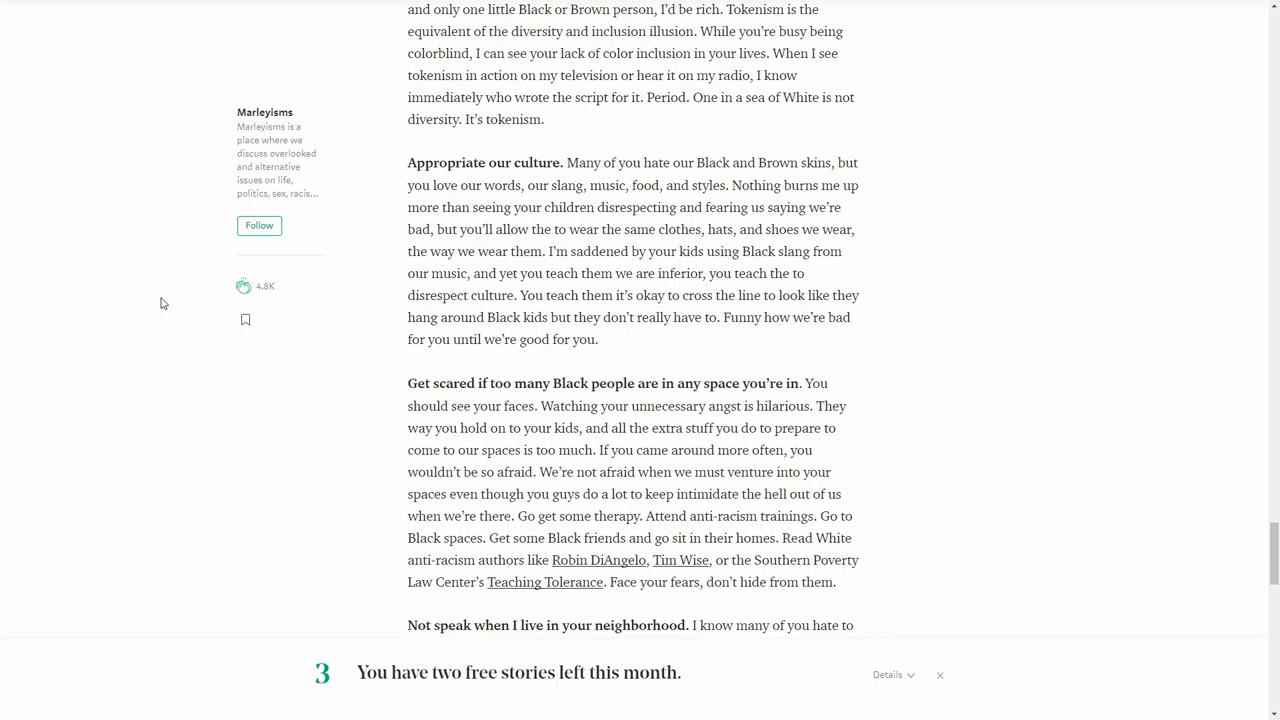 and only one little Black or Brown person, I'd be rich. Tokenism is the
equivalent of the diversity and inclusion illusion. While you're busy being
colorblind, I can see your lack of color inclusion in your lives. When I see
tokenism in action on my television or hear it on my radio, I know
immediately who wrote the script for it. Period. One in a sea of White is not
diversity. It's tokenism.
Marleyisms
Marleyisms is a
place where we
discuss overlooked
and alternative
issues on life,
politics, sex, racis...
Follow
4.8K
Appropriate our culture. Many of you hate our Black and Brown skins, but
you love our words, our slang, music, food, and styles. Nothing burns me up
more than seeing your children disrespecting and fearing us saying we're
bad, but you'll allow the to wear the same clothes, hats, and shoes we wear,
the way we wear them. I'm saddened by your kids using Black slang from
our music, and yet you teach them we are inferior, you teach the to
disrespect culture. You teach them it's okay to cross the line to look like they
hang around Black kids but they don't really have to. Funny how we're bad
for you until we're good for you.
Get scared if too many Black people are in any space you're in. You
should see your faces. Watching your unnecessary angst is hilarious. They
way you hold on to your kids, and all the extra stuff you do to prepare to
come to our spaces is too much. If you came around more often, you
wouldn't be so afraid. We're not afraid when we must venture into your
spaces even though you guys do a lot to keep intimidate the hell out of us
when we're there. Go get some therapy. Attend anti-racism trainings. Go to
Black spaces. Get some Black friends and go sit in their homes. Read White
anti-racism authors like Robin DiAngelo, Tim Wise, or the Southern Poverty
Law Center's Teaching Tolerance. Face your fears, don't hide from them.
Not speak when I live in your neighborhood. I know many of you hate to
3 You have two free stories left this month.
Details